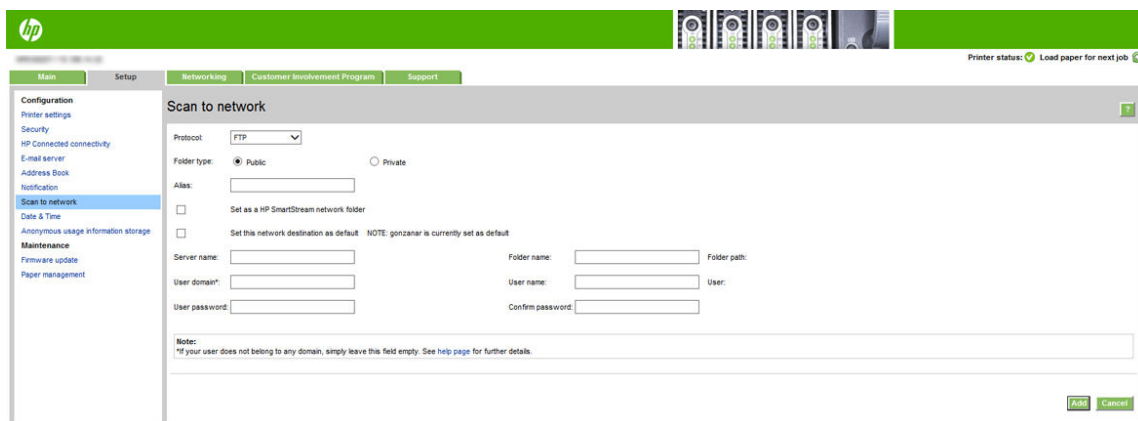 hp
Printer status: Load paper for next job
Main Setup Networking Customer Involvement Program Support
Configuration
Printer settings
Security
HP Connected connectivity
E-mail server
Address Book
Notification
Scan to network
Date & Time
Anonymous usage information storage
Maintenance
Firmware update
Paper management
Scan to network
?
Protocol: FTP
Folder type: Public Private
Alias:
Set as a HP SmartStream network folder
Set this network destination as default NOTE: gonzanar is currently set as default
Server name: Folder name: Folder path:
User domain*: User name: User:
User password: Confirm password:
Note:
*If your user does not belong to any domain, simply leave this field empty. See help page for further details.
Add Cancel